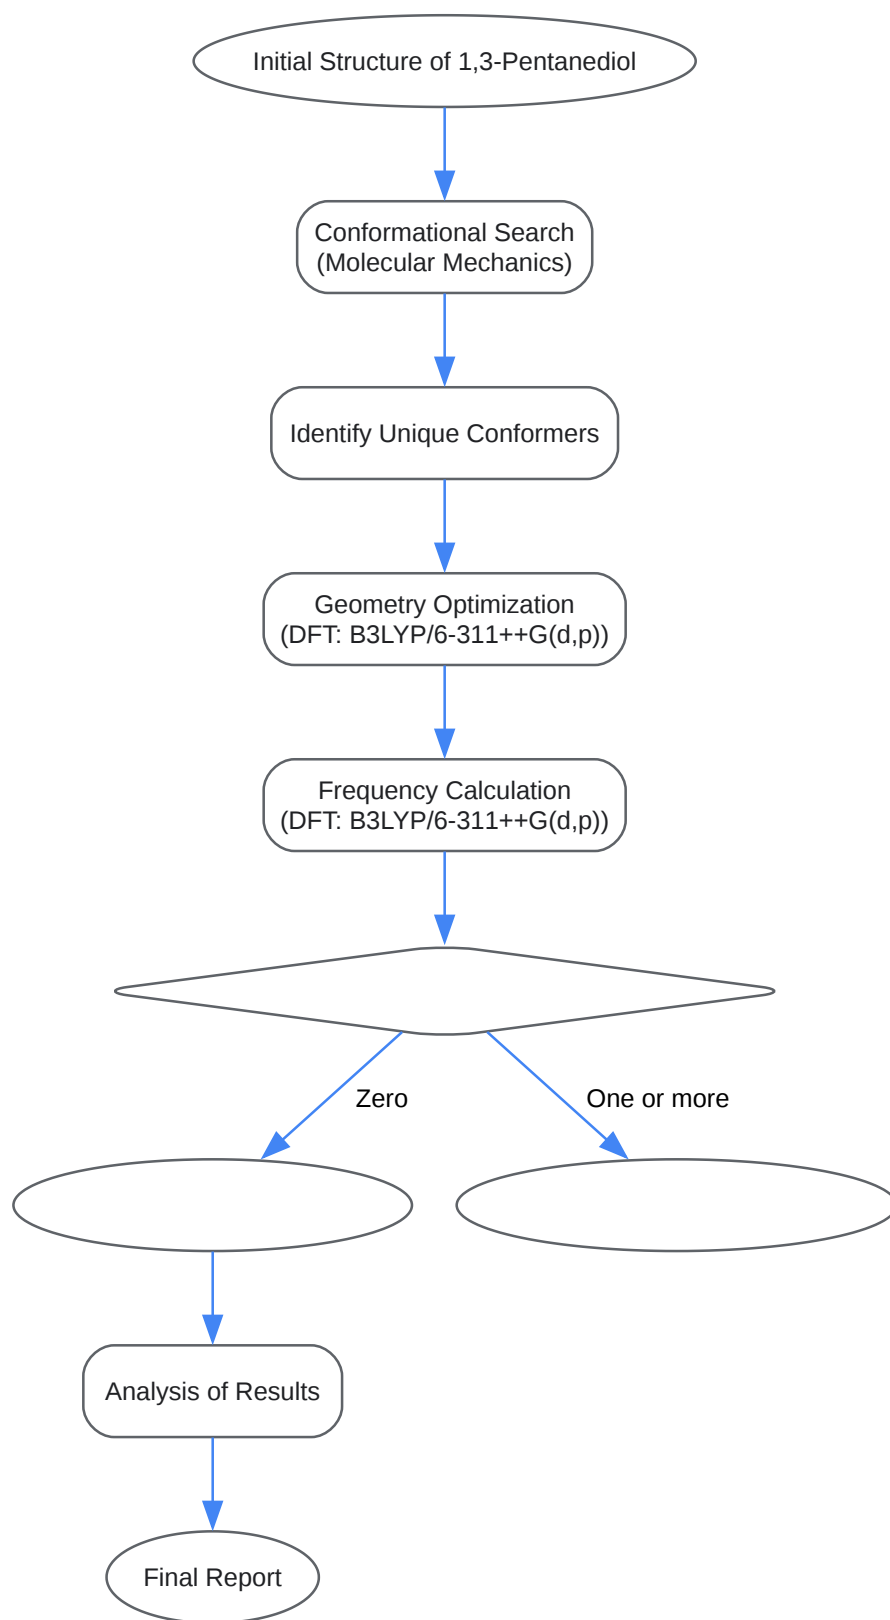 Initial Structure of 1,3-Pentanediol
Conformational Search
(Molecular Mechanics)
Identify Unique Conformers
Geometry Optimization
(DFT: B3LYP/6-311++G(d,p))
Frequency Calculation
(DFT: B3LYP/6-311++G(d,p))
Zero
One or more
Analysis of Results
Final Report